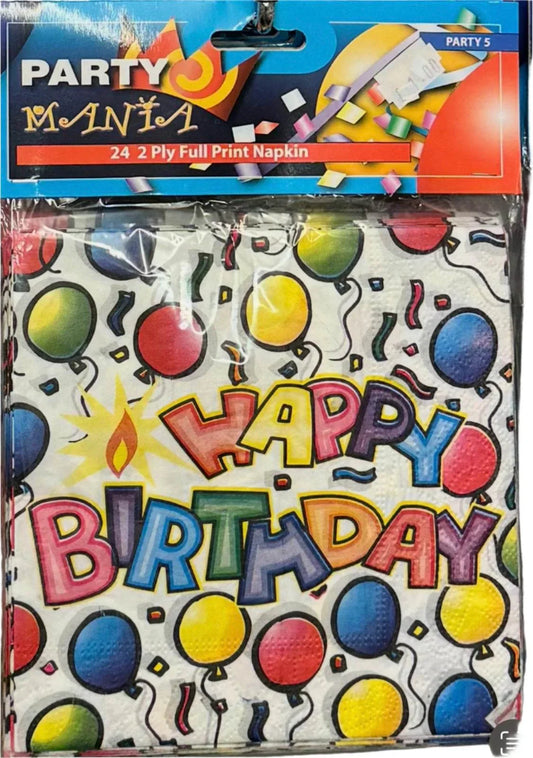 PARTY 5
PARTY
MANIA
24 2 Ply Full Print Napkin
HAPPY
BIRTHDAY